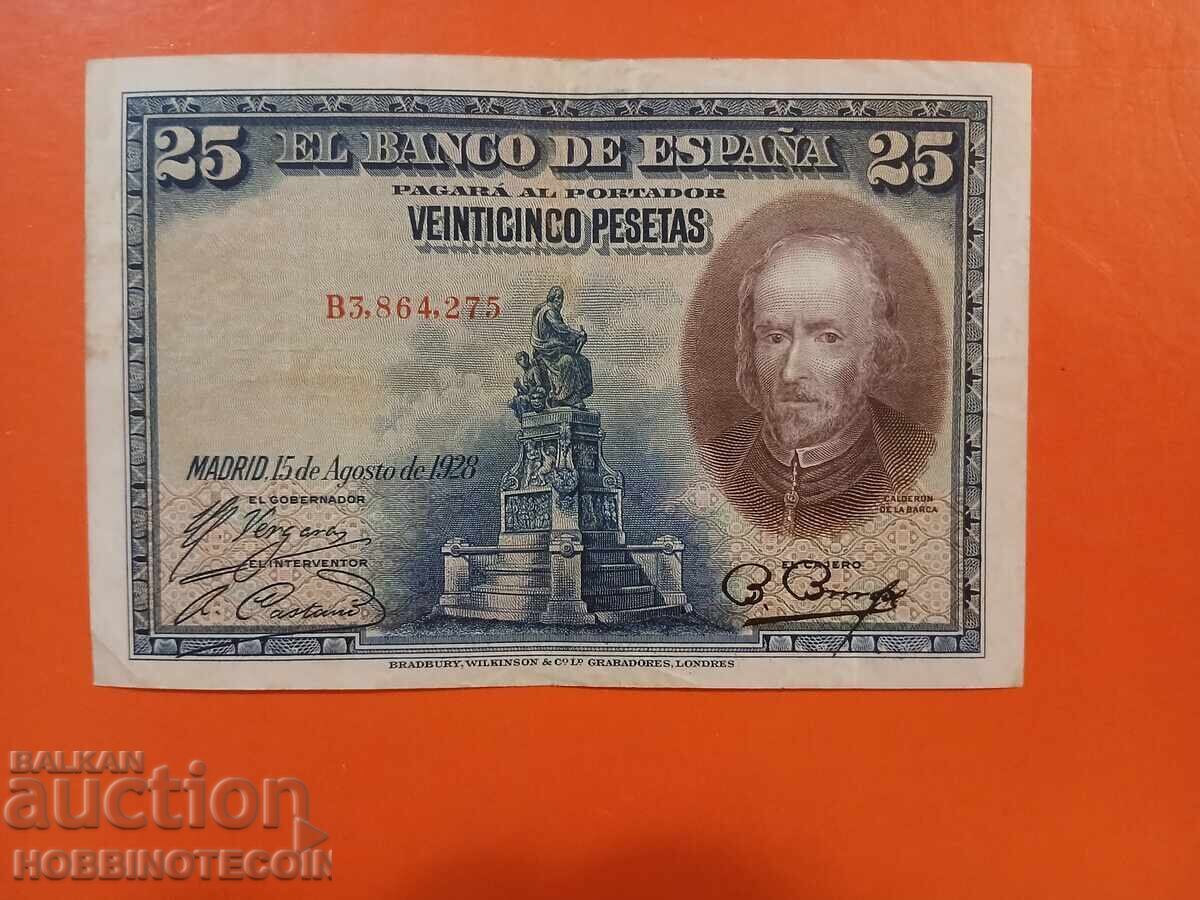 25 EL BANCO DE ESPAÑA 25
PAGARÁ AL PORTADOR
VEINTICINCO PESETAS
B3,864,275
MADRID, 15 de Agosto de 1928
EL GOBERNADOR
CALDERON
DE LA BARCA
Vergara
EL INTERVENTOR
EL CAJERO
BRADBURY, WILKINSON & Cº Lº GRABADORES, LONDRES
BALKAN
auction
HOBBINOTECOIN